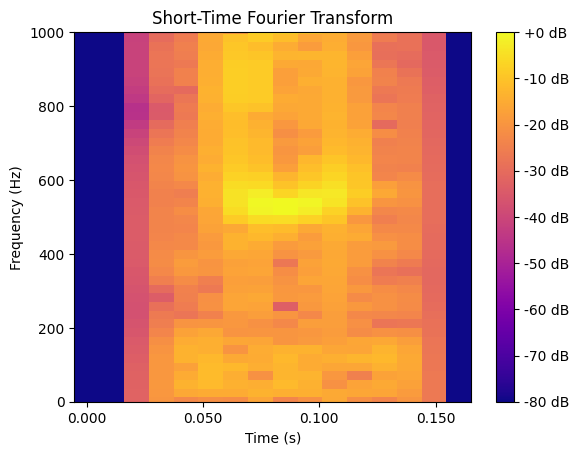 Short-Time Fourier Transform
1000
800
600
400
200
0
Frequency (Hz)
0.000
0.050
0.100
0.150
Time (s)
+0 dB
-10 dB
-20 dB
-30 dB
-40 dB
-50 dB
-60 dB
-70 dB
-80 dB